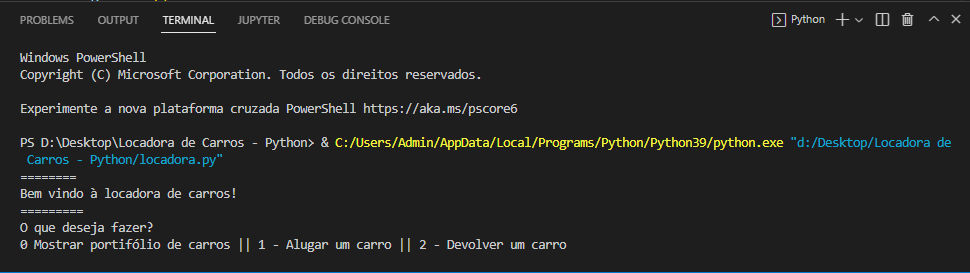 PROBLEMS OUTPUT TERMINAL JUPYTER DEBUG CONSOLE Python
Windows PowerShell
Copyright (C) Microsoft Corporation. Todos os direitos reservados.
Experimente a nova plataforma cruzada PowerShell https://aka.ms/pscore6
PS D:\Desktop\Locadora de Carros - Python> & C:/Users/Admin/AppData/Local/Programs/Python/Python39/python.exe "d:/Desktop/Locadora de
Carros - Python/locadora.py"
========
Bem vindo à locadora de carros!
=========
O que deseja fazer?
0 Mostrar portifólio de carros || 1 - Alugar um carro || 2 - Devolver um carro